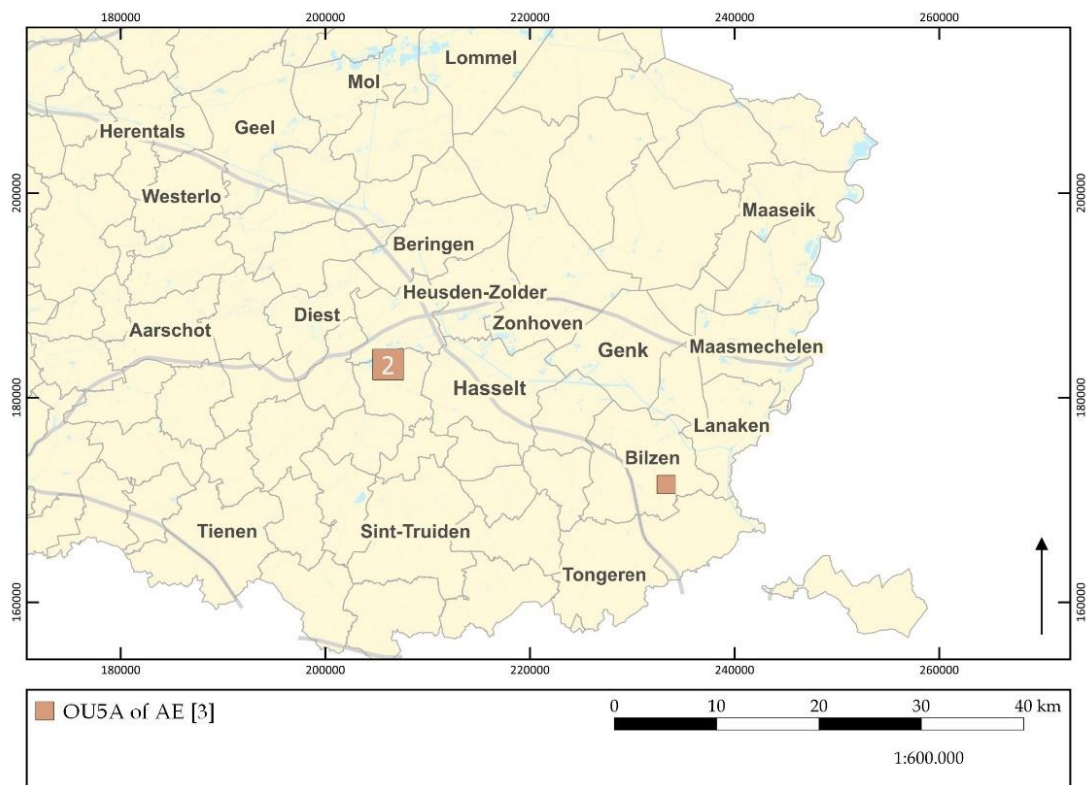 180000 200000 220000 240000 260000
Lommel
Mol
Geel
Herentals
200000
Westerlo
Maaseik
200000
Beringen
Heusden-Zolder
Diest
Zonhoven
Aarschot
Genk
Maasmechelen
2
Hasselt
180000
180000
Lanaken
Bilzen
Tienen
Sint-Truiden
Tongeren
160000
160000
180000 200000 220000 240000 260000
OU5A of AE [3]
0 10 20 30 40 km
1:600.000